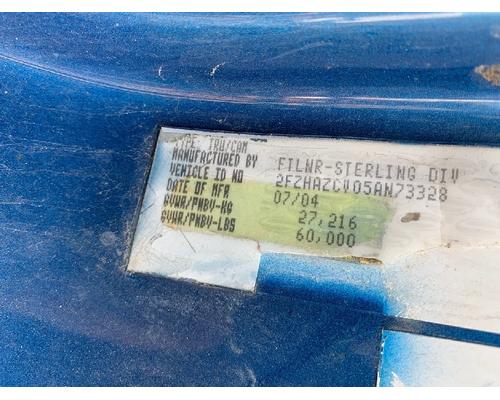 TYPE: TRU/CAM
MANUFACTURED BY FTLNR-STERLING DIV
VEHICLE ID NO 2FZHAZCV05AN73328
DATE OF MFR 07/04
GVWR/PNBV-KG 27,216
GVWR/PNBV-LBS 60,000